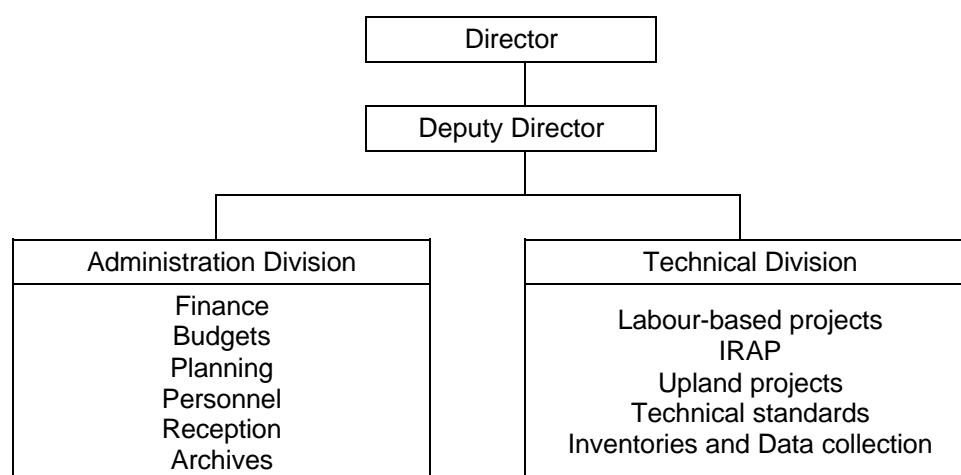 Director
Deputy Director
Administration Division
Finance
Budgets
Planning
Personnel
Reception
Archives
Technical Division
Labour-based projects
IRAP
Upland projects
Technical standards
Inventories and Data collection